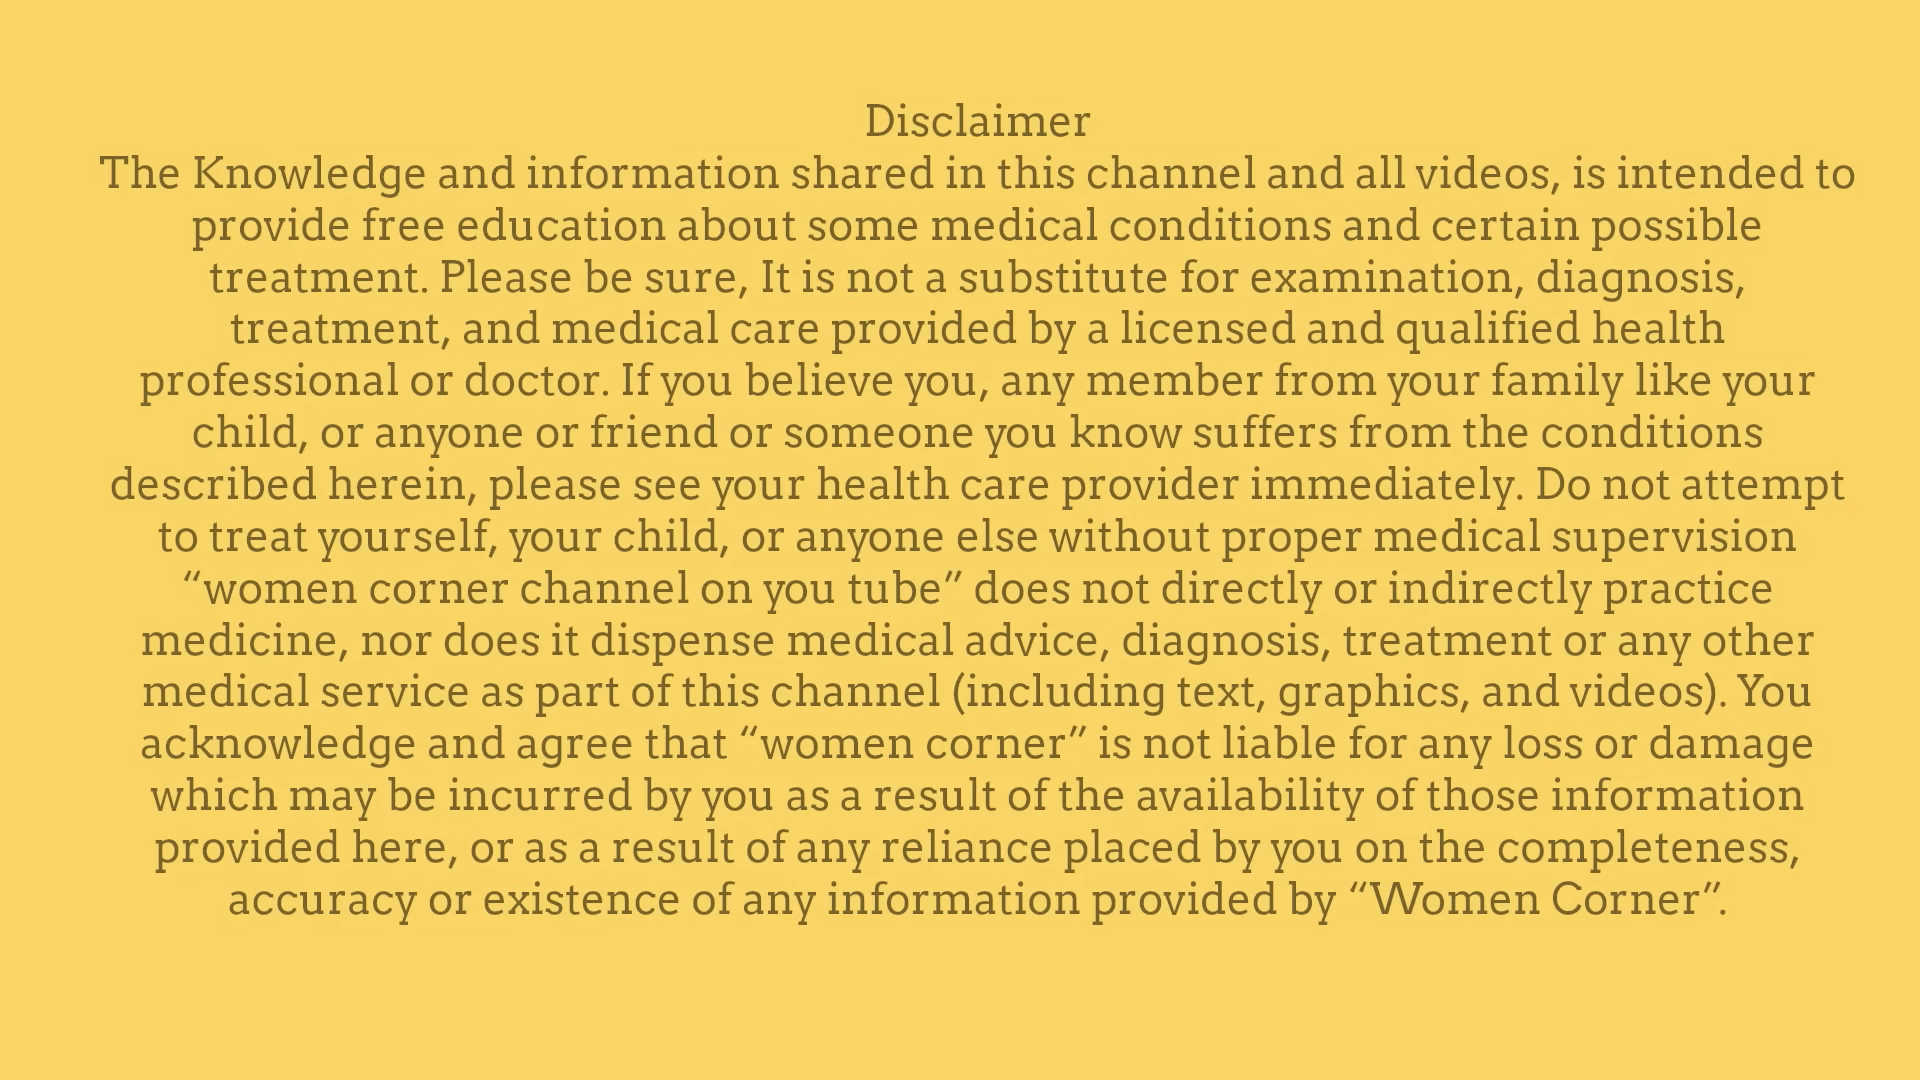 Disclaimer
The Knowledge and information shared in this channel and all videos, is intended to
provide free education about some medical conditions and certain possible
treatment. Please be sure, It is not a substitute for examination, diagnosis,
treatment, and medical care provided by a licensed and qualified health
professional or doctor. If you believe you, any member from your family like your
child, or anyone or friend or someone you know suffers from the conditions
described herein, please see your health care provider immediately. Do not attempt
to treat yourself, your child, or anyone else without proper medical supervision
“women corner channel on you tube” does not directly or indirectly practice
medicine, nor does it dispense medical advice, diagnosis, treatment or any other
medical service as part of this channel (including text, graphics, and videos). You
acknowledge and agree that “women corner” is not liable for any loss or damage
which may be incurred by you as a result of the availability of those information
provided here, or as a result of any reliance placed by you on the completeness,
accuracy or existence of any information provided by “Women Corner”.